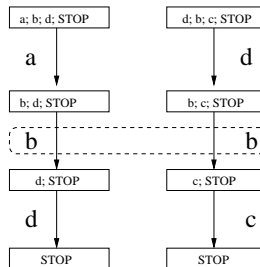 a; b; d; STOP d; b; c; STOP
a d
b; d; STOP b; c; STOP
b b
d; STOP c; STOP
d c
STOP STOP